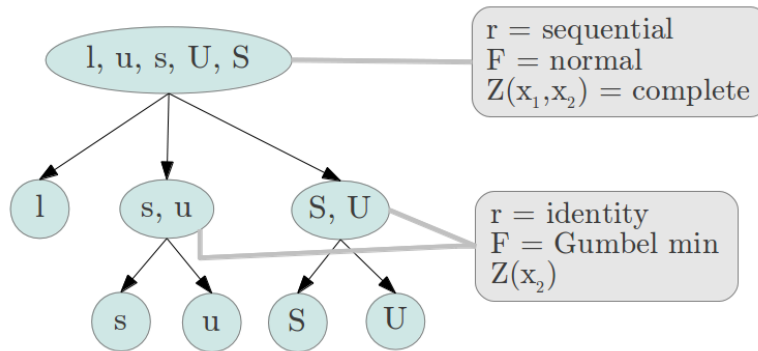 l, u, s, U, S
r = sequential
F = normal
Z(x₁,x₂) = complete
l
s, u
S, U
r = identity
F = Gumbel min
Z(x₂)
s
u
S
U